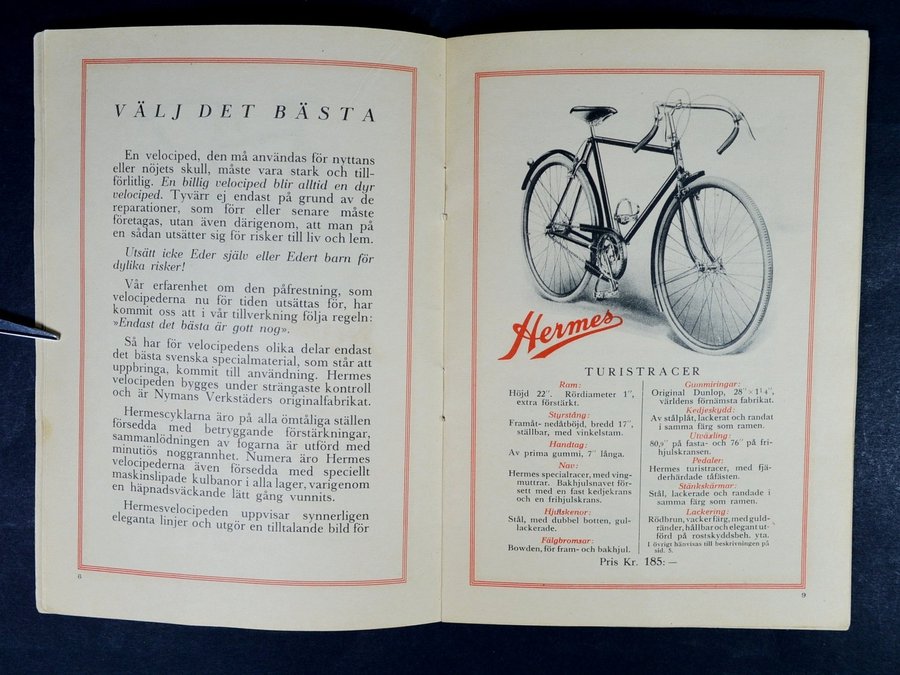 VÄLJ DET BÄSTA
En velociped, den må användas för nyttans
eller nöjets skull, måste vara stark och till-
förlitlig. En billig velociped blir alltid en dyr
velociped. Tyvärr ej endast på grund av de
reparationer, som förr eller senare måste
företagas, utan även därigenom, att man på
en sådan utsätter sig för risker till liv och lem.
Utsätt icke Eder själv eller Edert barn för
dylika risker!
Vår erfarenhet om den påfrestning, som
velocipederna nu för tiden utsättas för, har
kommit oss att i vår tillverkning följa regeln:
»Endast det bästa är gott nog».
Så har för velocipedens olika delar endast
det bästa svenska specialmaterial, som står att
uppbringa, kommit till användning. Hermes
velocipeden bygges under strängaste kontroll
och är Nymans Verkstäders originalfabrikat.
Hermescyklarna äro på alla ömtåliga ställen
försedda med betryggande förstärkningar,
sammanlödningen av fogarna är utförd med
minutiös noggrannhet. Numera äro Hermes
velocipederna även försedda med speciellt
maskinslipade kulbanor i alla lager, varigenom
en häpnadsväckande lätt gång vunnits.
Hermesvelocipeden uppvisar synnerligen
eleganta linjer och utgör en tilltalande bild för
8
Hermes
TURISTRACER
Ram:
Höjd 22". Rördiameter 1",
extra förstärkt.
Styrstång:
Framåt- nedåtböjd, bredd 17",
ställbar, med vinkelstam.
Handtag:
Av prima gummi, 7" långa.
Nav:
Hermes specialracer, med ving-
muttrar. Bakhjulsnavet för-
sett med en fast kedjekrans
och en frihjulskrans.
Hjulskenor:
Stål, med dubbel botten, gul-
lackerade.
Fälgbromsar:
Bowden, för fram- och bakhjul.
Gummiringar:
Original Dunlop, 28"×1¼",
världens förnämsta fabrikat.
Kedjeskydd:
Av stålplåt, lackerat och randat
i samma färg som ramen.
Utväxling:
80,9" på fasta- och 76" på fri-
hjulskransen.
Pedaler:
Hermes turistracer, med fjä-
derhärdade tåfästen.
Stänkskärmar:
Stål, lackerade och randade i
samma färg som ramen.
Lackering:
Rödbrun, vacker färg, med guld-
ränder, hållbar och elegant ut-
förd på rostskyddsbeh. yta.
I övrigt hänvisas till beskrivningen på
sid. 5.
Pris Kr. 185: —
9